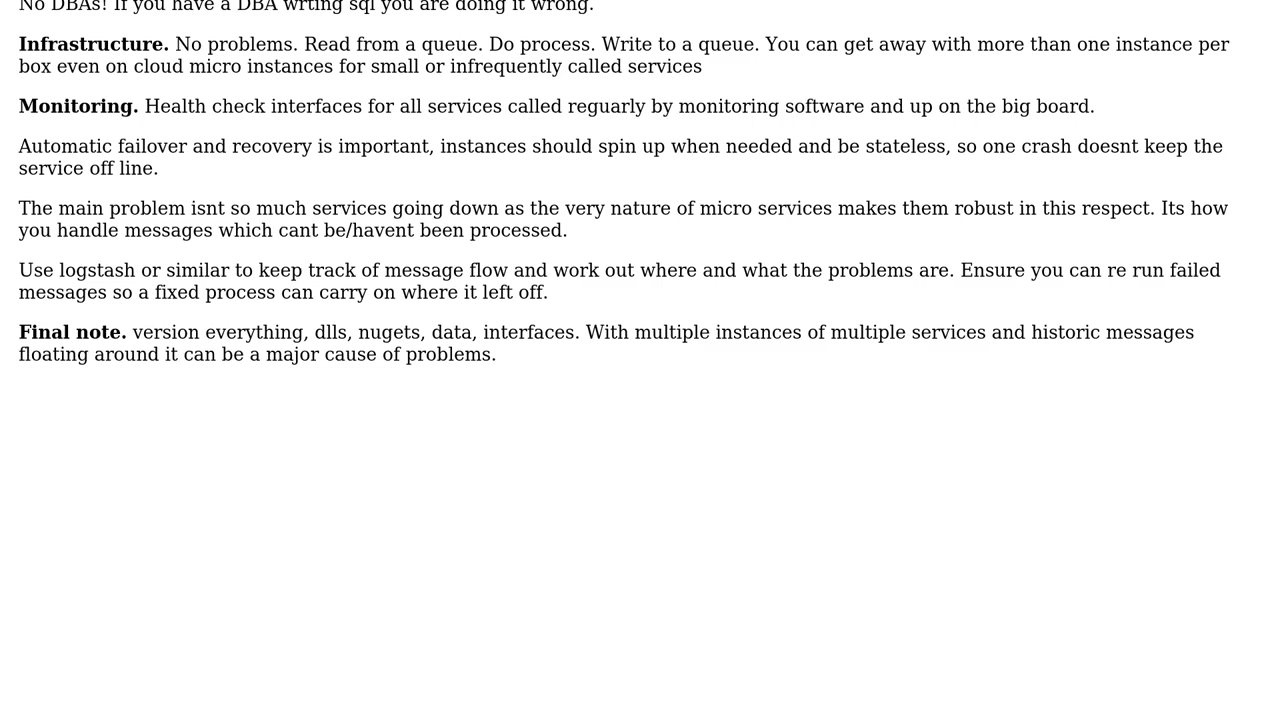 No DBAs! If you have a DBA wrting sql you are doing it wrong.
Infrastructure. No problems. Read from a queue. Do process. Write to a queue. You can get away with more than one instance per
box even on cloud micro instances for small or infrequently called services
Monitoring. Health check interfaces for all services called reguarly by monitoring software and up on the big board.
Automatic failover and recovery is important, instances should spin up when needed and be stateless, so one crash doesnt keep the
service off line.
The main problem isnt so much services going down as the very nature of micro services makes them robust in this respect. Its how
you handle messages which cant be/havent been processed.
Use logstash or similar to keep track of message flow and work out where and what the problems are. Ensure you can re run failed
messages so a fixed process can carry on where it left off.
Final note. version everything, dlls, nugets, data, interfaces. With multiple instances of multiple services and historic messages
floating around it can be a major cause of problems.